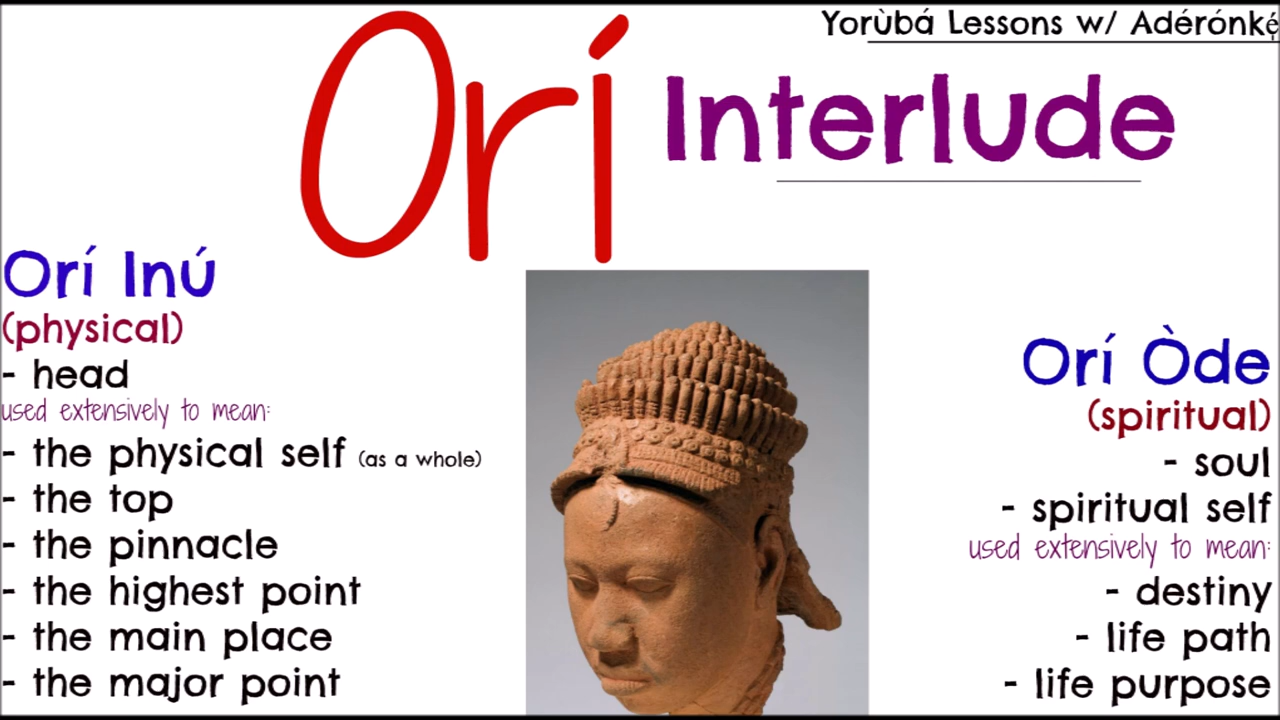 Yorùbá Lessons w/ Adérónkẹ́
Orí Interlude
Orí Inú
(physical)
- head
used extensively to mean:
- the physical self (as a whole)
- the top
- the pinnacle
- the highest point
- the main place
- the major point
Orí Òde
(spiritual)
- soul
- spiritual self
used extensively to mean:
- destiny
- life path
- life purpose